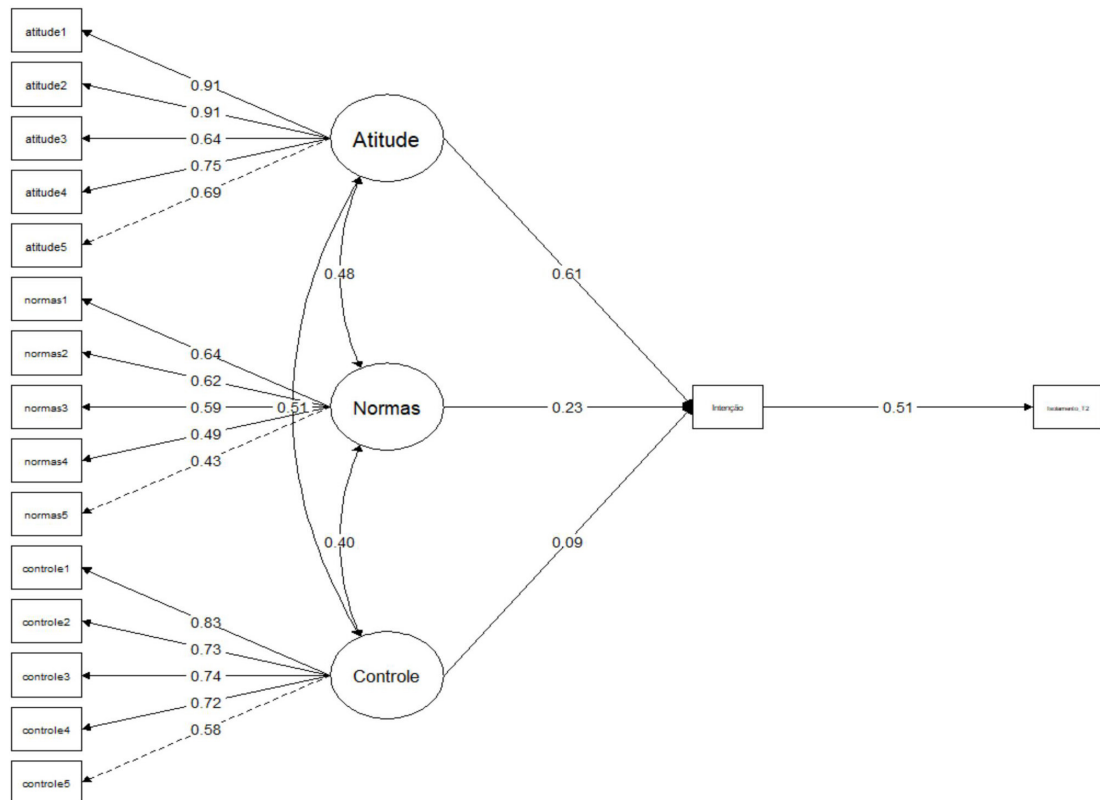 atitude1
0.91
atitude2
0.91
atitude3
0.64
atitude4
0.75
atitude5
0.69
Atitude
0.48
0.61
normas1
0.64
normas2
0.62
normas3
0.59
0.51
normas4
0.49
normas5
0.43
Normas
0.23
Intenção
0.51
Isolamento_T2
0.40
0.09
controle1
0.83
controle2
0.73
controle3
0.74
controle4
0.72
controle5
0.58
Controle